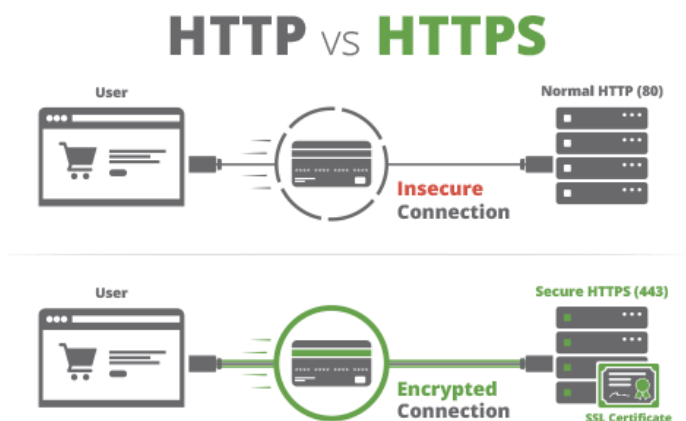 HTTP vs HTTPS
User
Normal HTTP (80)
Insecure
Connection
User
Secure HTTPS (443)
Encrypted
Connection
SSL Certificate